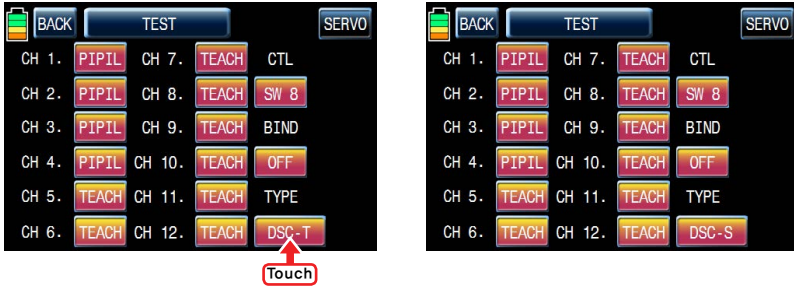 BACK TEST SERVO
CH 1. PIPIL CH 7. TEACH CTL
CH 2. PIPIL CH 8. TEACH SW 8
CH 3. PIPIL CH 9. TEACH BIND
CH 4. PIPIL CH 10. TEACH OFF
CH 5. TEACH CH 11. TEACH TYPE
CH 6. TEACH CH 12. TEACH DSC-T
Touch
BACK TEST SERVO
CH 1. PIPIL CH 7. TEACH CTL
CH 2. PIPIL CH 8. TEACH SW 8
CH 3. PIPIL CH 9. TEACH BIND
CH 4. PIPIL CH 10. TEACH OFF
CH 5. TEACH CH 11. TEACH TYPE
CH 6. TEACH CH 12. TEACH DSC-S